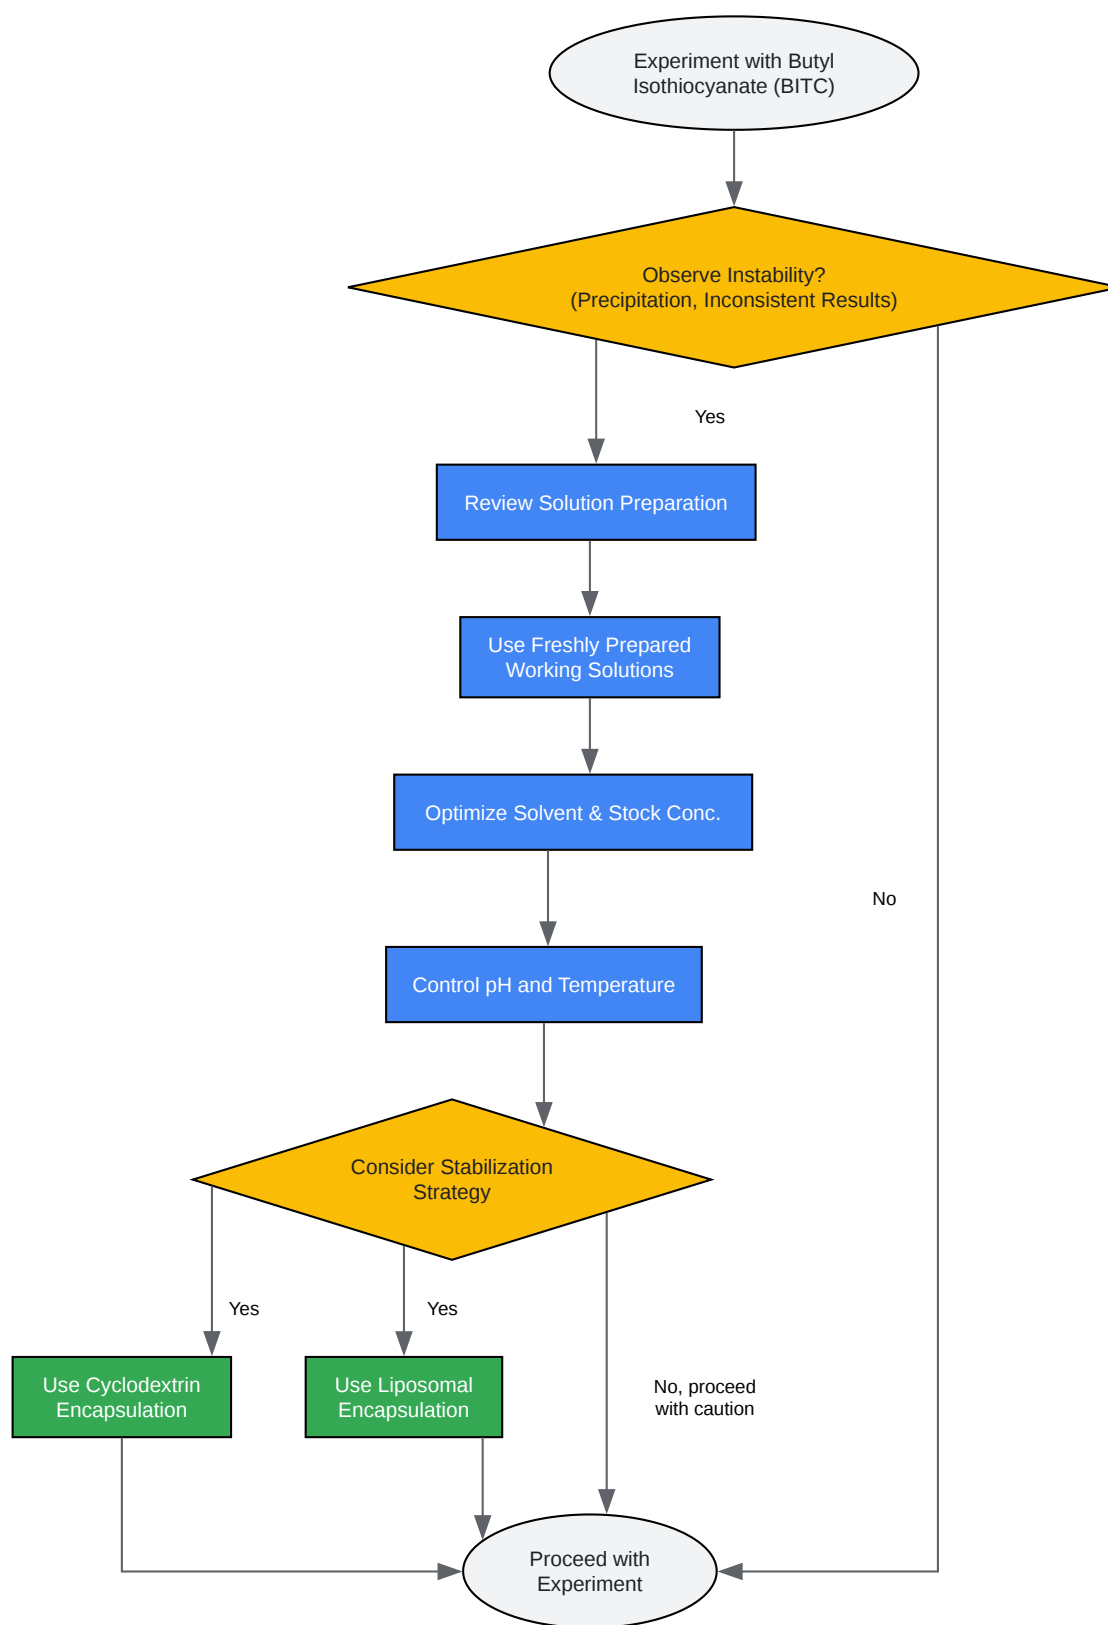 Experiment with Butyl
Isothiocyanate (BITC)
Observe Instability?
(Precipitation, Inconsistent Results)
Yes
Review Solution Preparation
Use Freshly Prepared
Working Solutions
Optimize Solvent & Stock Conc.
No
Control pH and Temperature
Consider Stabilization
Strategy
Yes
Yes
Use Cyclodextrin
Encapsulation
Use Liposomal
Encapsulation
No, proceed
with caution
Proceed with
Experiment